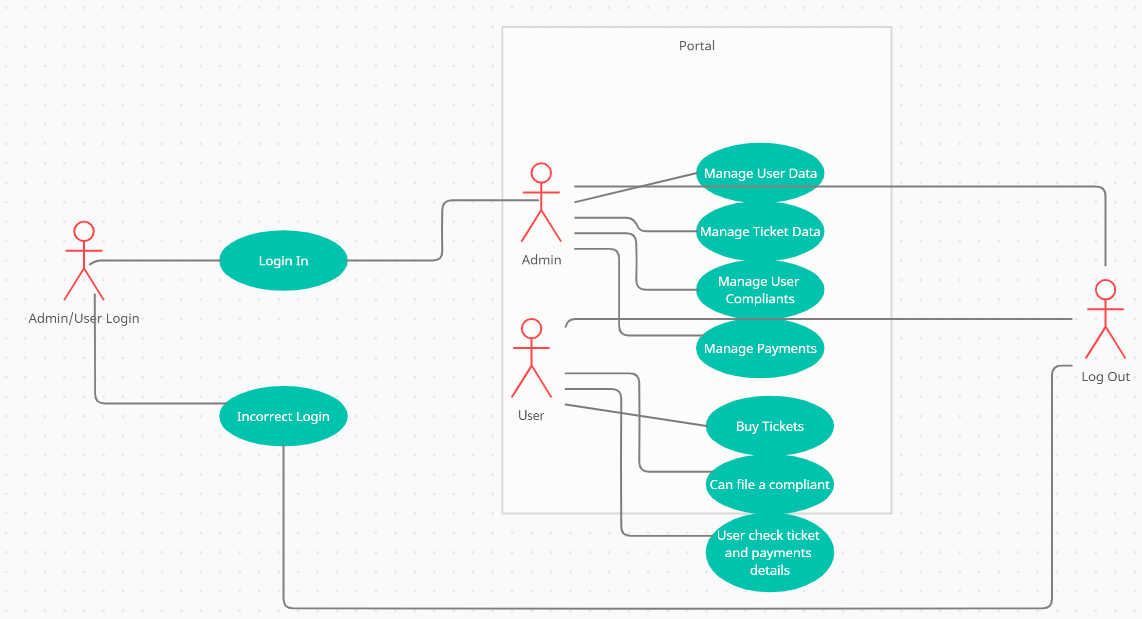 Portal
Manage User Data
Manage Ticket Data
Admin
Login In
Manage User
Compliants
Admin/User Login
Manage Payments
Log Out
User
Incorrect Login
Buy Tickets
Can file a compliant
User check ticket
and payments
details